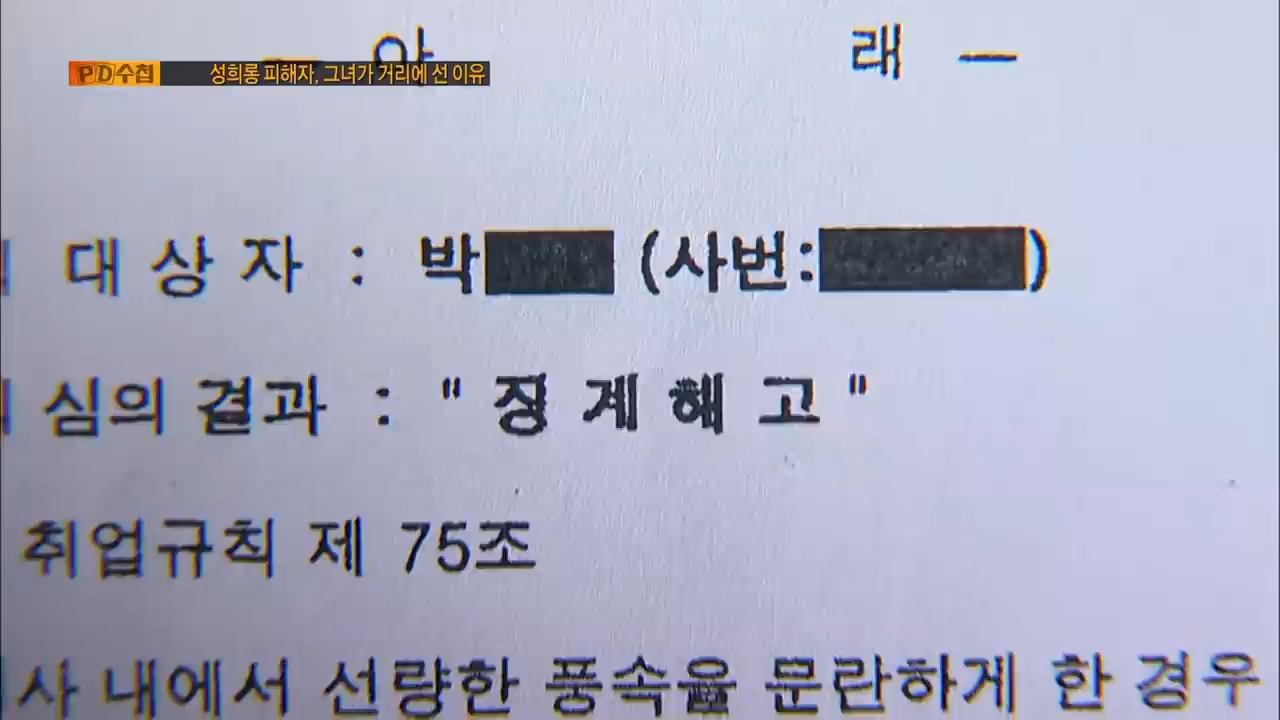 — 아 래 —
PD수첩 성희롱 피해자, 그녀가 거리에 선 이유
대 상 자 : 박 (사번: )
심의 결과 : " 징 계 해 고 "
취업규칙 제 75조
사 내에서 선량한 풍속을 문란하게 한 경우